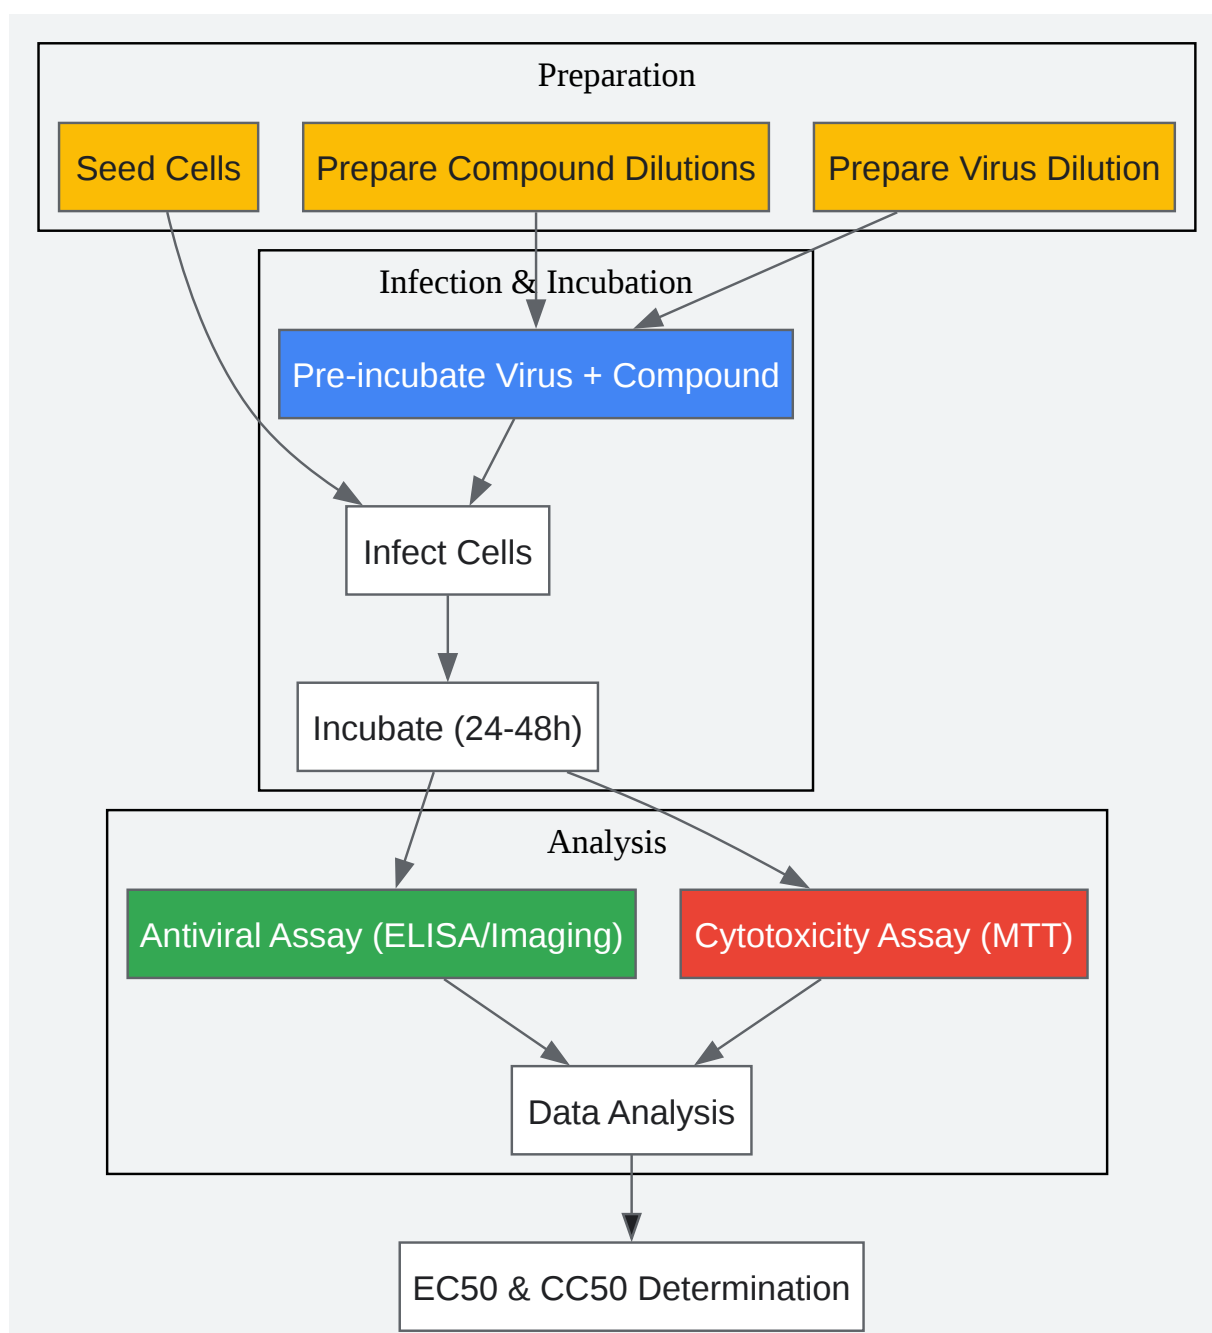 Preparation
Seed Cells
Prepare Compound Dilutions
Prepare Virus Dilution
Infection & Incubation
Pre-incubate Virus + Compound
Infect Cells
Incubate (24-48h)
Analysis
Antiviral Assay (ELISA/Imaging)
Cytotoxicity Assay (MTT)
Data Analysis
EC50 & CC50 Determination